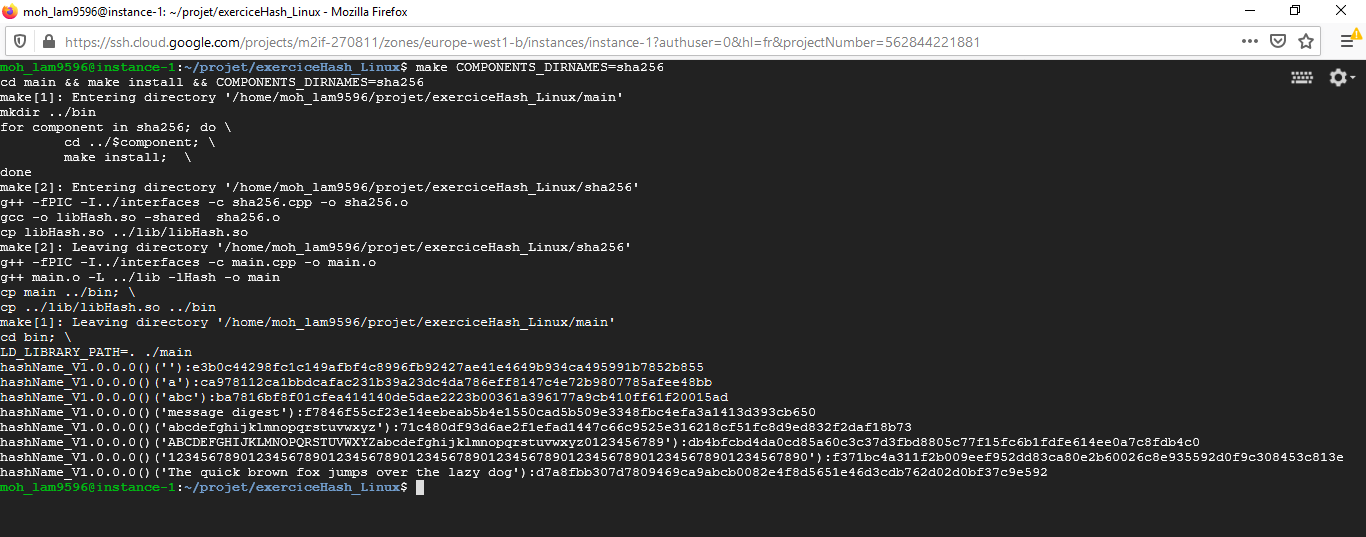 moh_lam9596@instance-1: ~/projet/exerciceHash_Linux - Mozilla Firefox
https://ssh.cloud.google.com/projects/m2if-270811/zones/europe-west1-b/instances/instance-1?authuser=0&hl=fr&projectNumber=562844221881
moh_lam9596@instance-1:~/projet/exerciceHash_Linux$ make COMPONENTS_DIRNAMES=sha256
cd main && make install && COMPONENTS_DIRNAMES=sha256
make[1]: Entering directory '/home/moh_lam9596/projet/exerciceHash_Linux/main'
mkdir ../bin
for component in sha256; do \
        cd ../$component; \
        make install;  \
done
make[2]: Entering directory '/home/moh_lam9596/projet/exerciceHash_Linux/sha256'
g++ -fPIC -I../interfaces -c sha256.cpp -o sha256.o
gcc -o libHash.so -shared  sha256.o
cp libHash.so ../lib/libHash.so
make[2]: Leaving directory '/home/moh_lam9596/projet/exerciceHash_Linux/sha256'
g++ -fPIC -I../interfaces -c main.cpp -o main.o
g++ main.o -L ../lib -lHash -o main
cp main ../bin; \
cp ../lib/libHash.so ../bin
make[1]: Leaving directory '/home/moh_lam9596/projet/exerciceHash_Linux/main'
cd bin; \
LD_LIBRARY_PATH=. ./main
hashName_V1.0.0.0()(''):e3b0c44298fc1c149afbf4c8996fb92427ae41e4649b934ca495991b7852b855
hashName_V1.0.0.0()('a'):ca978112ca1bbdcafac231b39a23dc4da786eff8147c4e72b9807785afee48bb
hashName_V1.0.0.0()('abc'):ba7816bf8f01cfea414140de5dae2223b00361a396177a9cb410ff61f20015ad
hashName_V1.0.0.0()('message digest'):f7846f55cf23e14eebeab5b4e1550cad5b509e3348fbc4efa3a1413d393cb650
hashName_V1.0.0.0()('abcdefghijklmnopqrstuvwxyz'):71c480df93d6ae2f1efad1447c66c9525e316218cf51fc8d9ed832f2daf18b73
hashName_V1.0.0.0()('ABCDEFGHIJKLMNOPQRSTUVWXYZabcdefghijklmnopqrstuvwxyz0123456789'):db4bfcbd4da0cd85a60c3c37d3fbd8805c77f15fc6b1fdfe614ee0a7c8fdb4c0
hashName_V1.0.0.0()('12345678901234567890123456789012345678901234567890123456789012345678901234567890'):f371bc4a311f2b009eef952dd83ca80e2b60026c8e935592d0f9c308453c813e
hashName_V1.0.0.0()('The quick brown fox jumps over the lazy dog'):d7a8fbb307d7809469ca9abcb0082e4f8d5651e46d3cdb762d02d0bf37c9e592
moh_lam9596@instance-1:~/projet/exerciceHash_Linux$